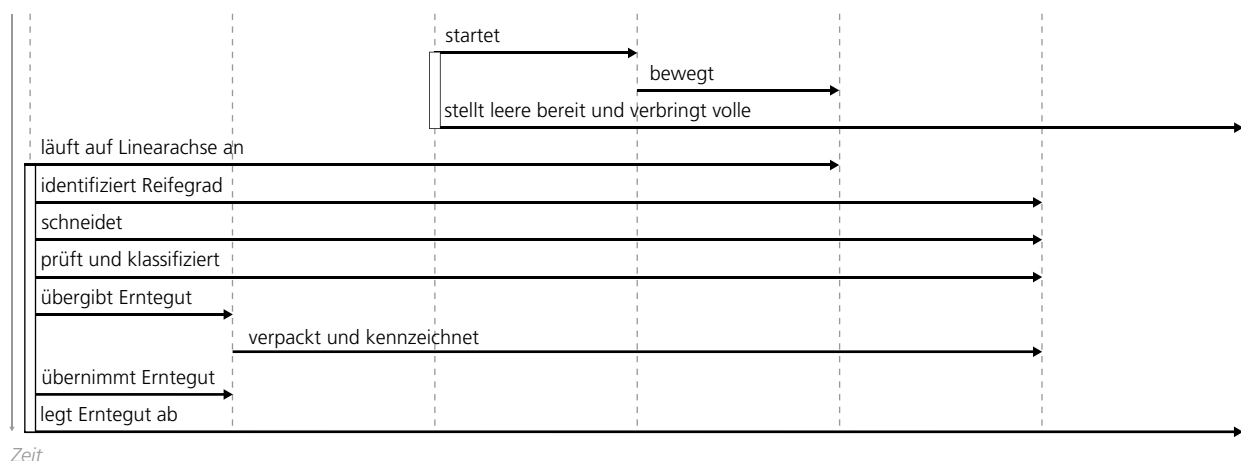 startet
bewegt
stellt leere bereit und verbringt volle
läuft auf Linearachse an
identifiziert Reifegrad
schneidet
prüft und klassifiziert
übergibt Erntegut
verpackt und kennzeichnet
übernimmt Erntegut
legt Erntegut ab
Zeit